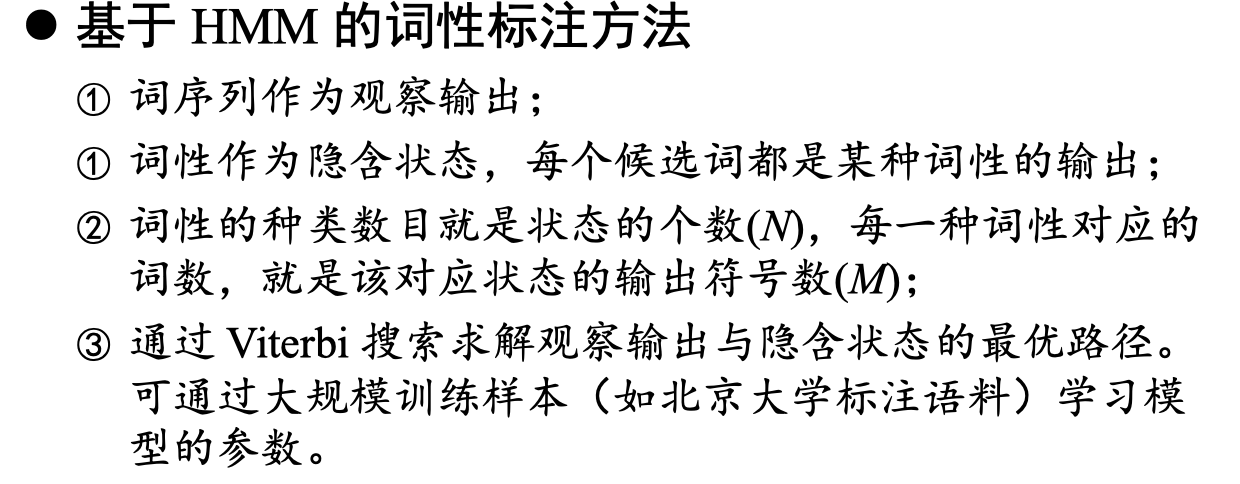 ● 基于 HMM 的词性标注方法
① 词序列作为观察输出；
① 词性作为隐含状态，每个候选词都是某种词性的输出；
② 词性的种类数目就是状态的个数(N)，每一种词性对应的
词数，就是该对应状态的输出符号数(M)；
③ 通过 Viterbi 搜索求解观察输出与隐含状态的最优路径。
可通过大规模训练样本（如北京大学标注语料）学习模
型的参数。